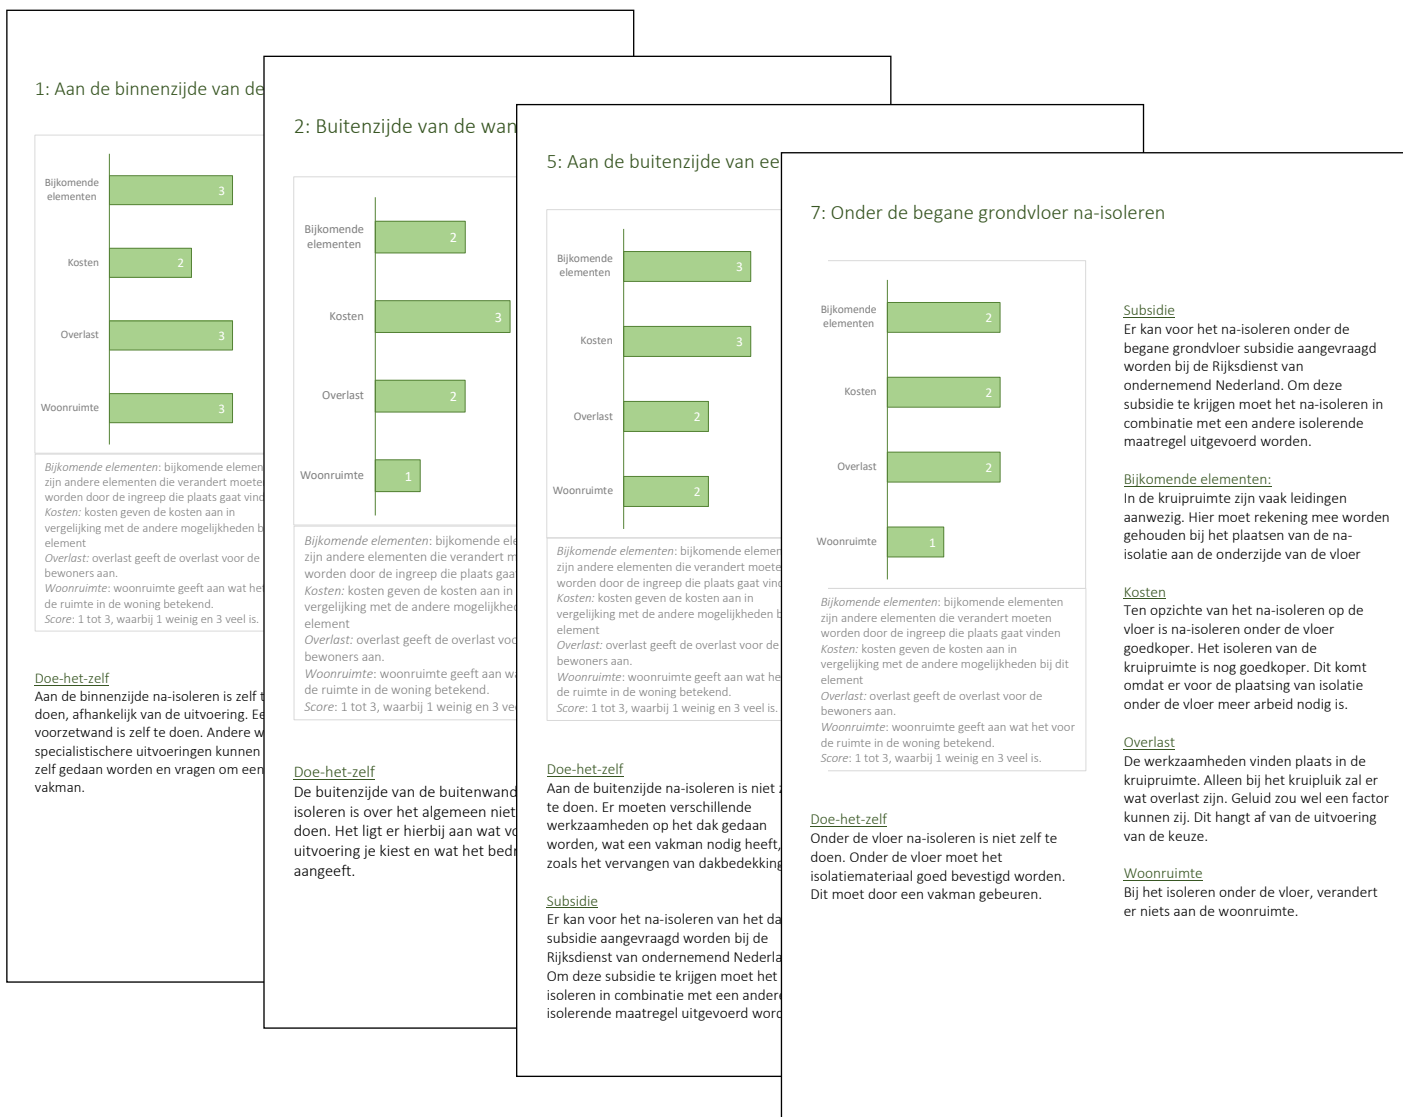 1: Aan de binnenzijde van de
Bijkomende
elementen
3
Kosten
2
Overlast
3
Woonruimte
3
Bijkomende elementen: bijkomende elemen
zijn andere elementen die verandert moete
worden door de ingreep die plaats gaat vind
Kosten: kosten geven de kosten aan in
vergelijking met de andere mogelijkheden b
element
Overlast: overlast geeft de overlast voor de
bewoners aan.
Woonruimte: woonruimte geeft aan wat het
de ruimte in de woning betekend.
Score: 1 tot 3, waarbij 1 weinig en 3 veel is.
Doe-het-zelf
Aan de binnenzijde na-isoleren is zelf t
doen, afhankelijk van de uitvoering. Ee
voorzetwand is zelf te doen. Andere w
specialistischere uitvoeringen kunnen
zelf gedaan worden en vragen om een
vakman.
2: Buitenzijde van de wan
Bijkomende
elementen
2
Kosten
3
Overlast
2
Woonruimte
1
Bijkomende elementen: bijkomende ele
zijn andere elementen die verandert m
worden door de ingreep die plaats gaa
Kosten: kosten geven de kosten aan in
vergelijking met de andere mogelijkhed
element
Overlast: overlast geeft de overlast voo
bewoners aan.
Woonruimte: woonruimte geeft aan wa
de ruimte in de woning betekend.
Score: 1 tot 3, waarbij 1 weinig en 3 ve
Doe-het-zelf
De buitenzijde van de buitenwand
isoleren is over het algemeen niet
doen. Het ligt er hierbij aan wat vo
uitvoering je kiest en wat het bedr
aangeeft.
5: Aan de buitenzijde van ee
Bijkomende
elementen
3
Kosten
3
Overlast
2
Woonruimte
2
Bijkomende elementen: bijkomende elemen
zijn andere elementen die verandert moete
worden door de ingreep die plaats gaat vind
Kosten: kosten geven de kosten aan in
vergelijking met de andere mogelijkheden b
element
Overlast: overlast geeft de overlast voor de
bewoners aan.
Woonruimte: woonruimte geeft aan wat he
de ruimte in de woning betekend.
Score: 1 tot 3, waarbij 1 weinig en 3 veel is.
Doe-het-zelf
Aan de buitenzijde na-isoleren is niet z
te doen. Er moeten verschillende
werkzaamheden op het dak gedaan
worden, wat een vakman nodig heeft,
zoals het vervangen van dakbedekking
Subsidie
Er kan voor het na-isoleren van het da
subsidie aangevraagd worden bij de
Rijksdienst van ondernemend Nederla
Om deze subsidie te krijgen moet het
isoleren in combinatie met een ander
isolerende maatregel uitgevoerd word
7: Onder de begane grondvloer na-isoleren
Bijkomende
elementen
2
Kosten
2
Overlast
2
Woonruimte
1
Bijkomende elementen: bijkomende elementen
zijn andere elementen die verandert moeten
worden door de ingreep die plaats gaat vinden
Kosten: kosten geven de kosten aan in
vergelijking met de andere mogelijkheden bij dit
element
Overlast: overlast geeft de overlast voor de
bewoners aan.
Woonruimte: woonruimte geeft aan wat het voor
de ruimte in de woning betekend.
Score: 1 tot 3, waarbij 1 weinig en 3 veel is.
Doe-het-zelf
Onder de vloer na-isoleren is niet zelf te
doen. Onder de vloer moet het
isolatiemateriaal goed bevestigd worden.
Dit moet door een vakman gebeuren.
Subsidie
Er kan voor het na-isoleren onder de
begane grondvloer subsidie aangevraagd
worden bij de Rijksdienst van
ondernemend Nederland. Om deze
subsidie te krijgen moet het na-isoleren in
combinatie met een andere isolerende
maatregel uitgevoerd worden.
Bijkomende elementen:
In de kruipruimte zijn vaak leidingen
aanwezig. Hier moet rekening mee worden
gehouden bij het plaatsen van de na-
isolatie aan de onderzijde van de vloer
Kosten
Ten opzichte van het na-isoleren op de
vloer is na-isoleren onder de vloer
goedkoper. Het isoleren van de
kruipruimte is nog goedkoper. Dit komt
omdat er voor de plaatsing van isolatie
onder de vloer meer arbeid nodig is.
Overlast
De werkzaamheden vinden plaats in de
kruipruimte. Alleen bij het kruipluik zal er
wat overlast zijn. Geluid zou wel een factor
kunnen zij. Dit hangt af van de uitvoering
van de keuze.
Woonruimte
Bij het isoleren onder de vloer, verandert
er niets aan de woonruimte.